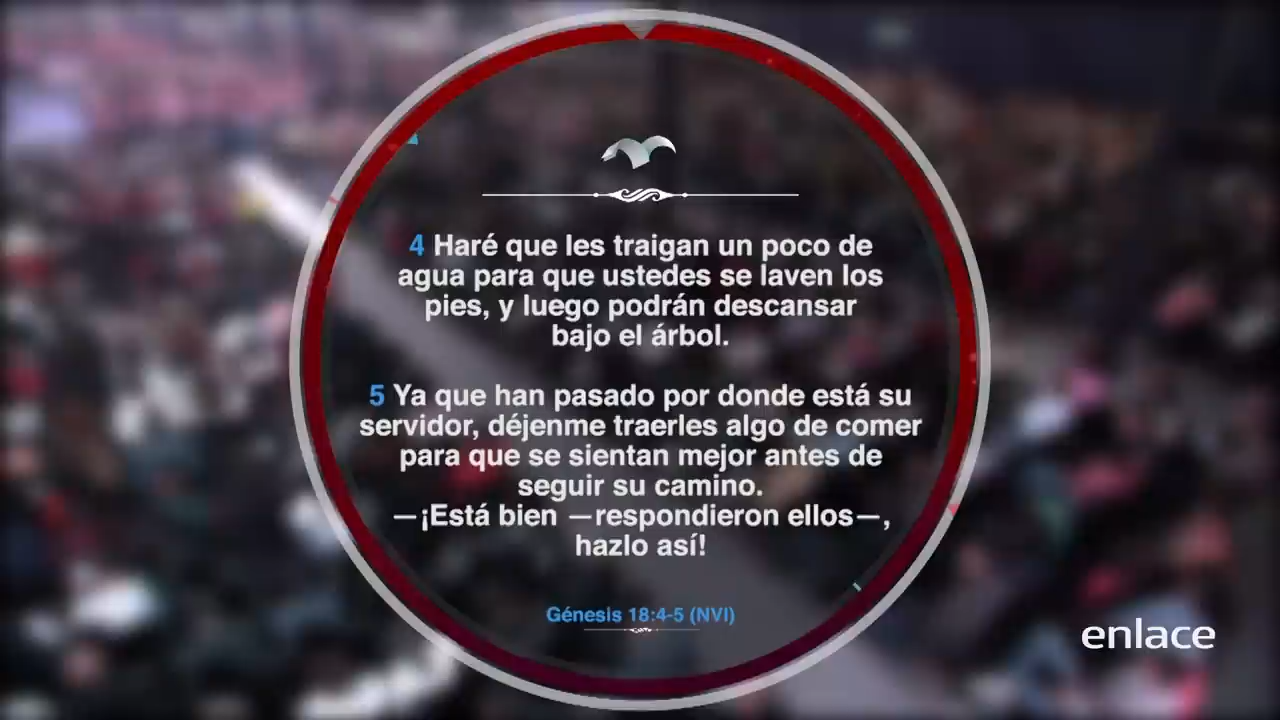 4 Haré que les traigan un poco de
agua para que ustedes se laven los
pies, y luego podrán descansar
bajo el árbol.
5 Ya que han pasado por donde está su
servidor, déjenme traerles algo de comer
para que se sientan mejor antes de
seguir su camino.
—¡Está bien —respondieron ellos—,
hazlo así!
Génesis 18:4-5 (NVI)
enlace